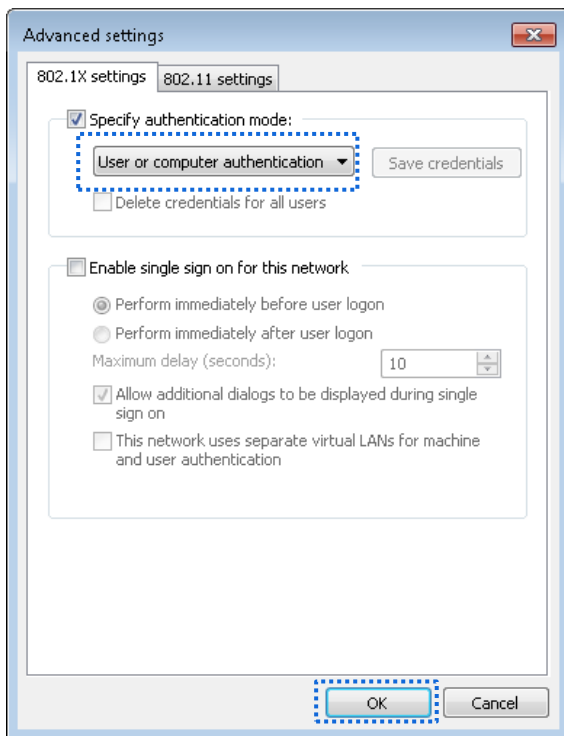 Advanced settings
802.1X settings
802.11 settings
Specify authentication mode:
User or computer authentication
Save credentials
Delete credentials for all users
Enable single sign on for this network
Perform immediately before user logon
Perform immediately after user logon
Maximum delay (seconds):
10
Allow additional dialogs to be displayed during single
sign on
This network uses separate virtual LANs for machine
and user authentication
OK
Cancel